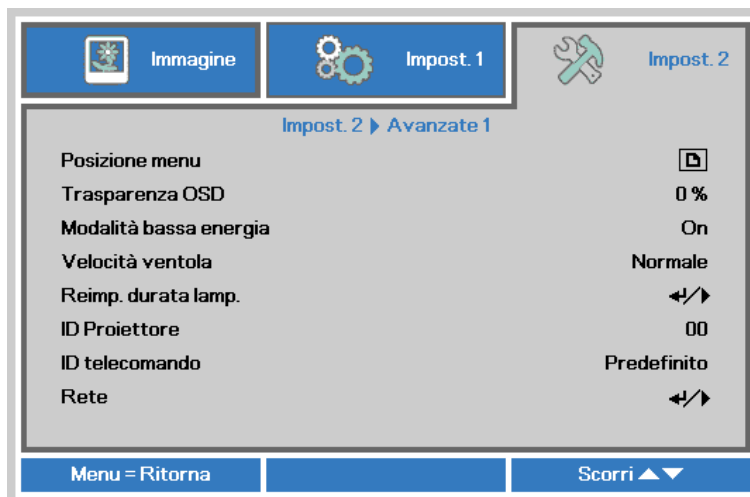 Immagine
Impost. 1
Impost. 2
Impost. 2 Avanzate 1
Posizione menu
Trasparenza OSD 0 %
Modalità bassa energia On
Velocità ventola Normale
Reimp. durata lamp. /
ID Proiettore 00
ID telecomando Predefinito
Rete /
Menu = Ritorna
Scorri